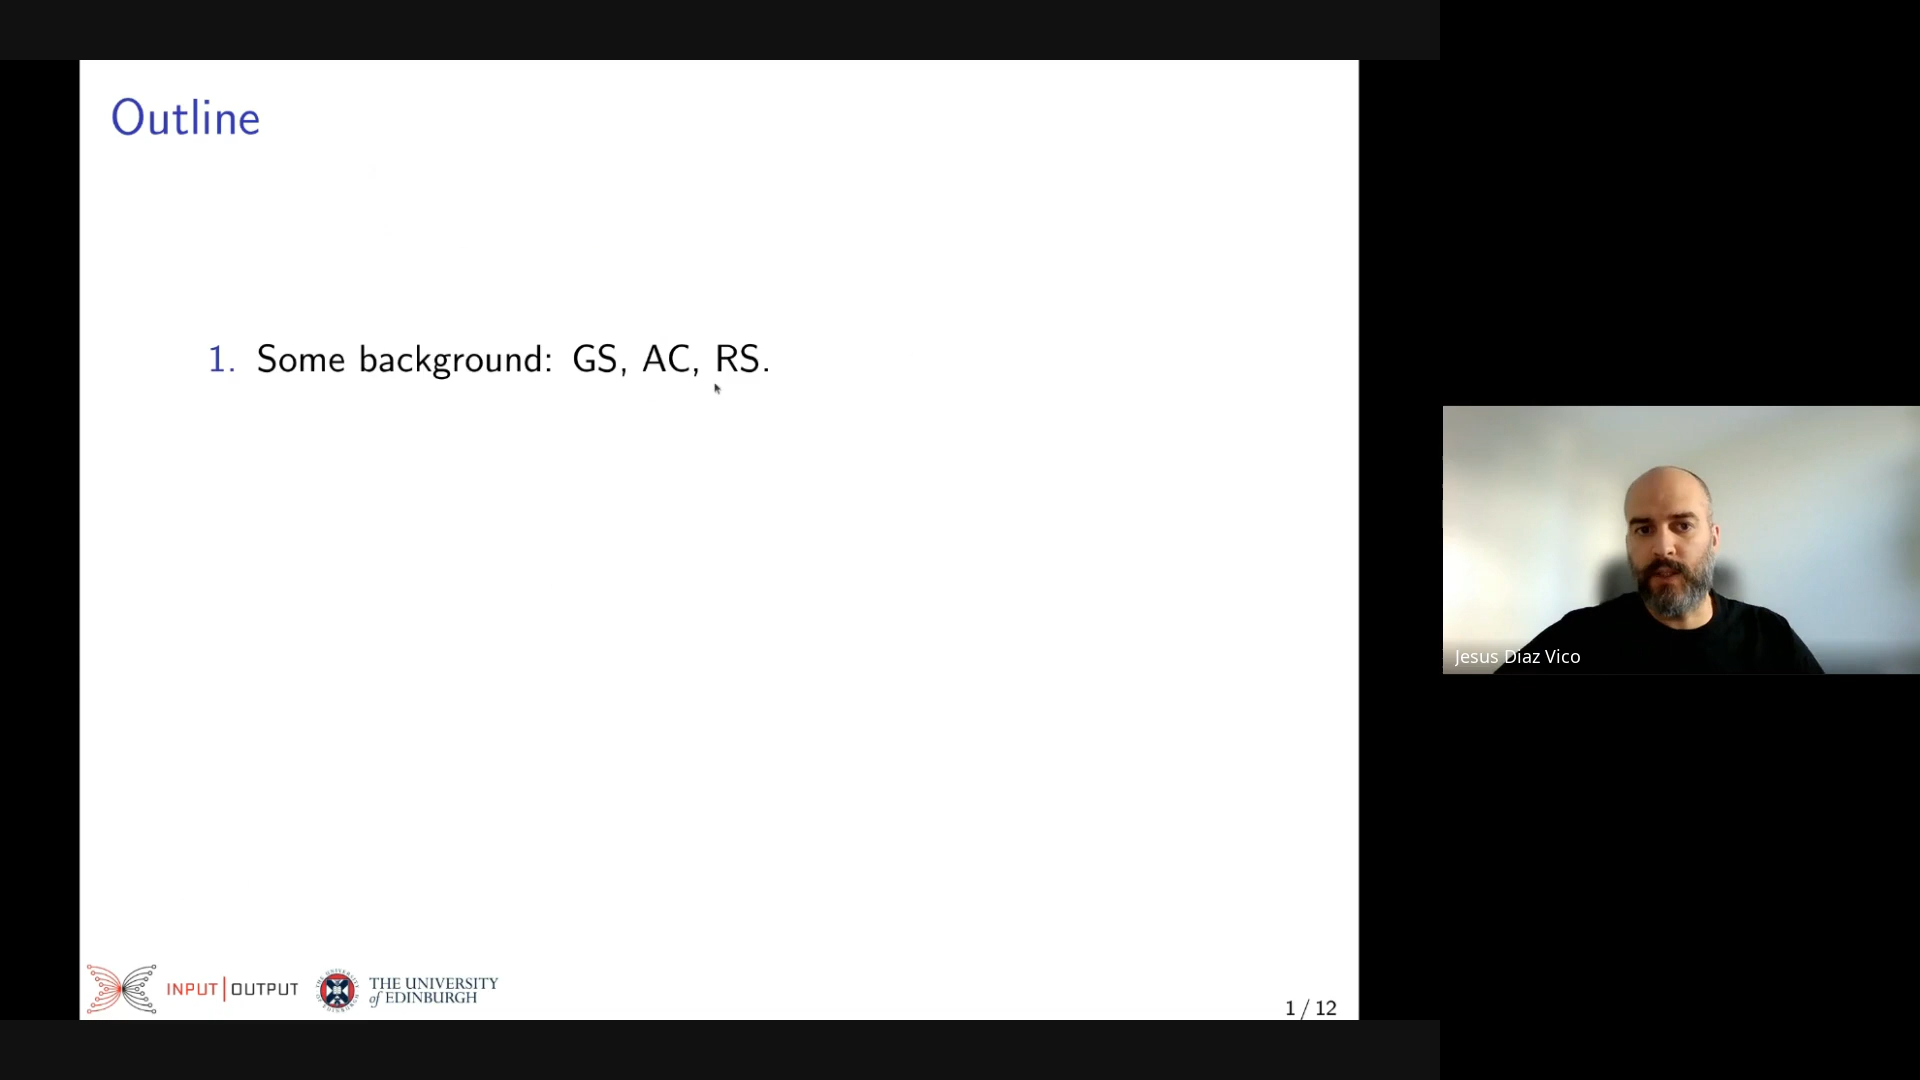 Outline
1. Some background: GS, AC, RS.
Jesus Diaz Vico
INPUT|OUTPUT
THE UNIVERSITY
of EDINBURGH
1 / 12